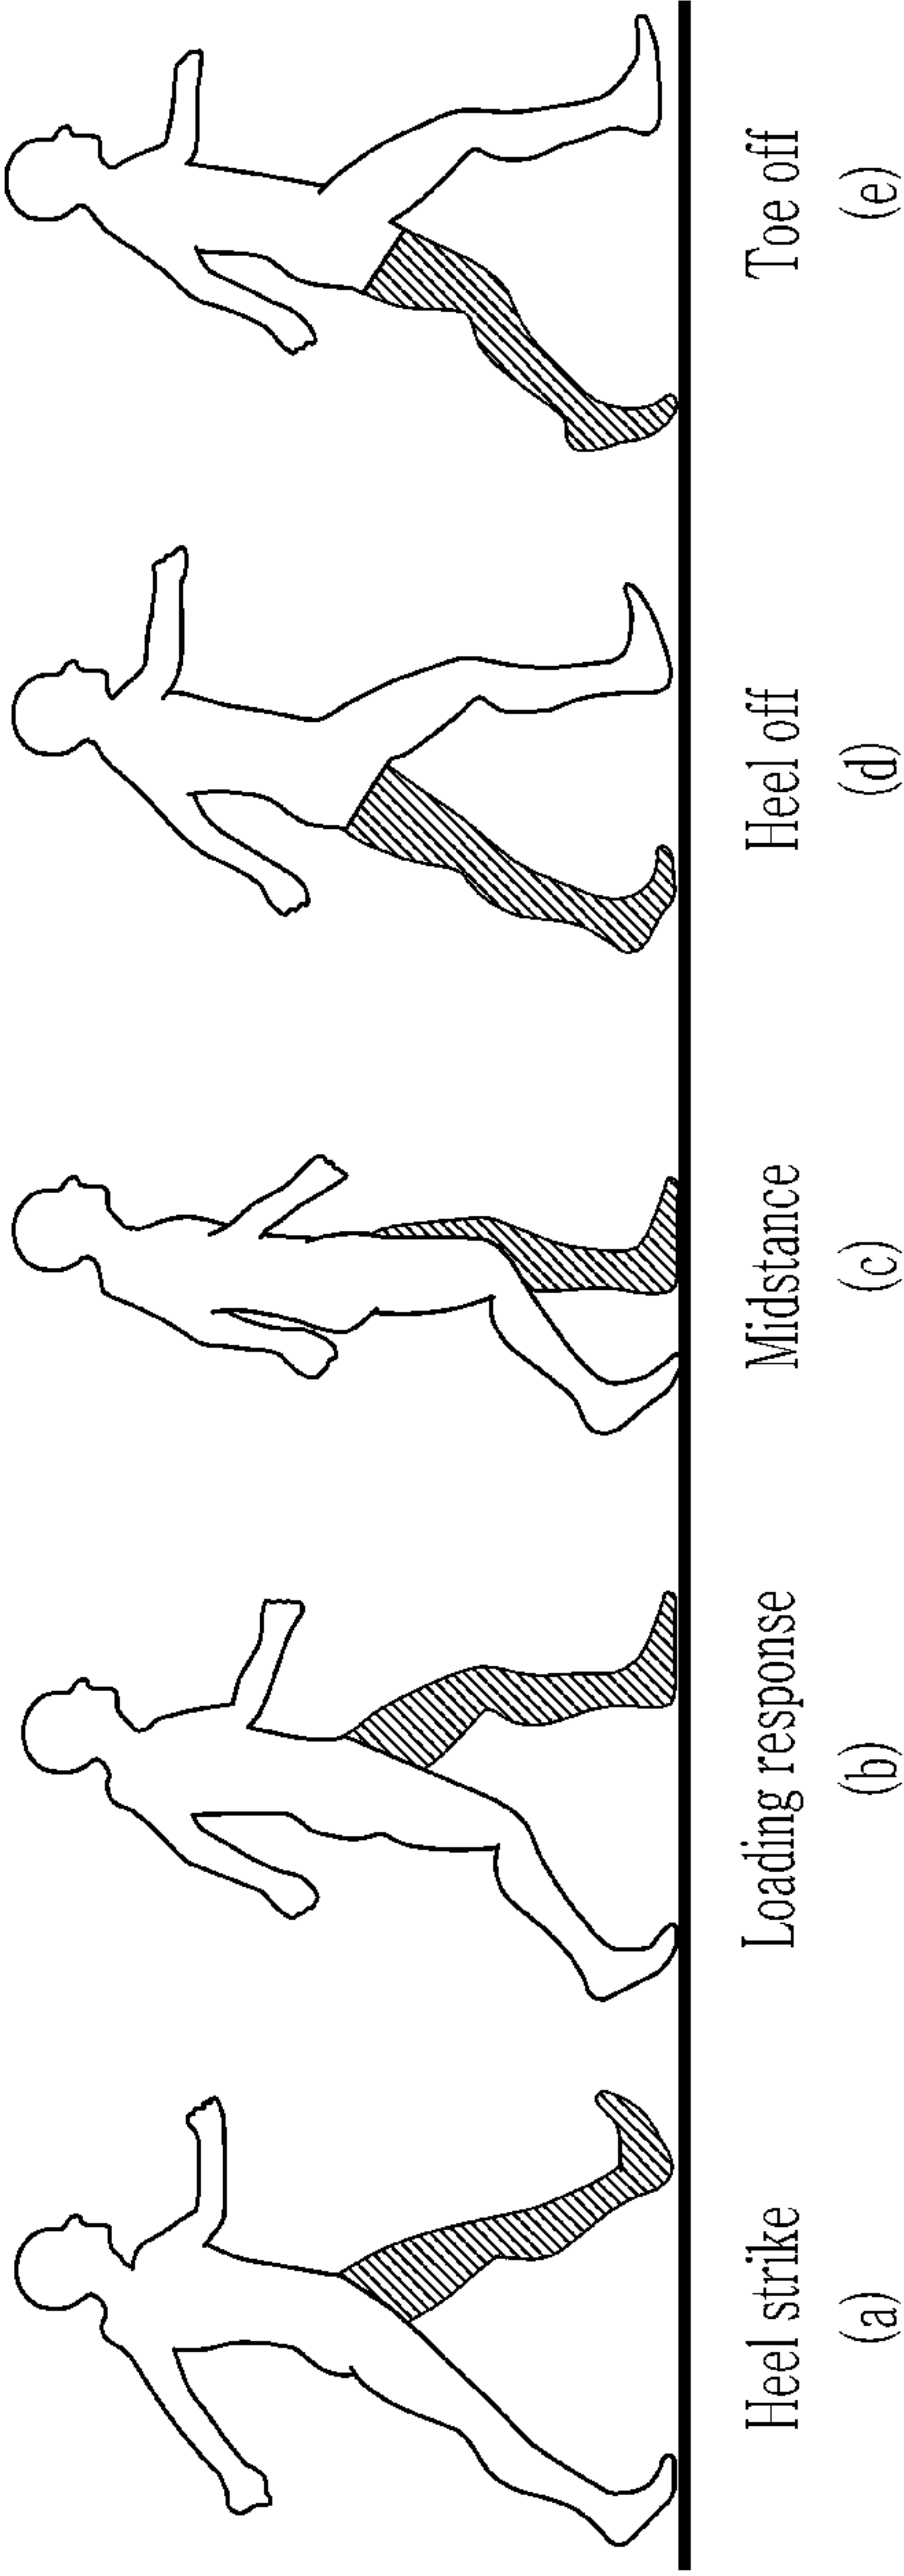 Heel strike
(a)
Loading response
(b)
Midstance
(c)
Heel off
(d)
Toe off
(e)